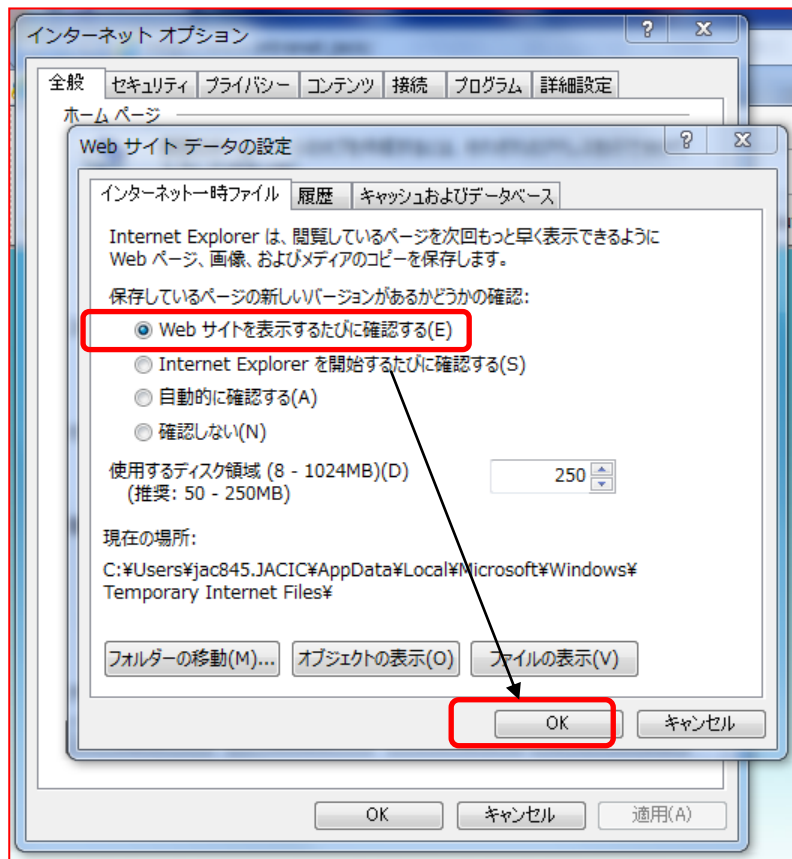 インターネット オプション
全般 セキュリティ プライバシー コンテンツ 接続 プログラム 詳細設定
ホーム ページ
Web サイト データの設定
インターネット一時ファイル 履歴 キャッシュおよびデータベース
Internet Explorer は、閲覧しているページを次回もっと早く表示できるように
Web ページ、画像、およびメディアのコピーを保存します。
保存しているページの新しいバージョンがあるかどうかの確認:
Web サイトを表示するたびに確認する(E)
Internet Explorer を開始するたびに確認する(S)
自動的に確認する(A)
確認しない(N)
使用するディスク領域 (8 - 1024MB)(D) 250
(推奨: 50 - 250MB)
現在の場所:
C:¥Users¥jac845.JACIC¥AppData¥Local¥Microsoft¥Windows¥
Temporary Internet Files¥
フォルダーの移動(M)... オブジェクトの表示(O) ファイルの表示(V)
OK キャンセル
OK キャンセル 適用(A)